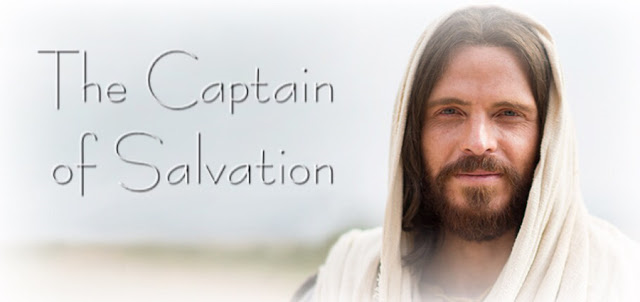 The Captain
of Salvation